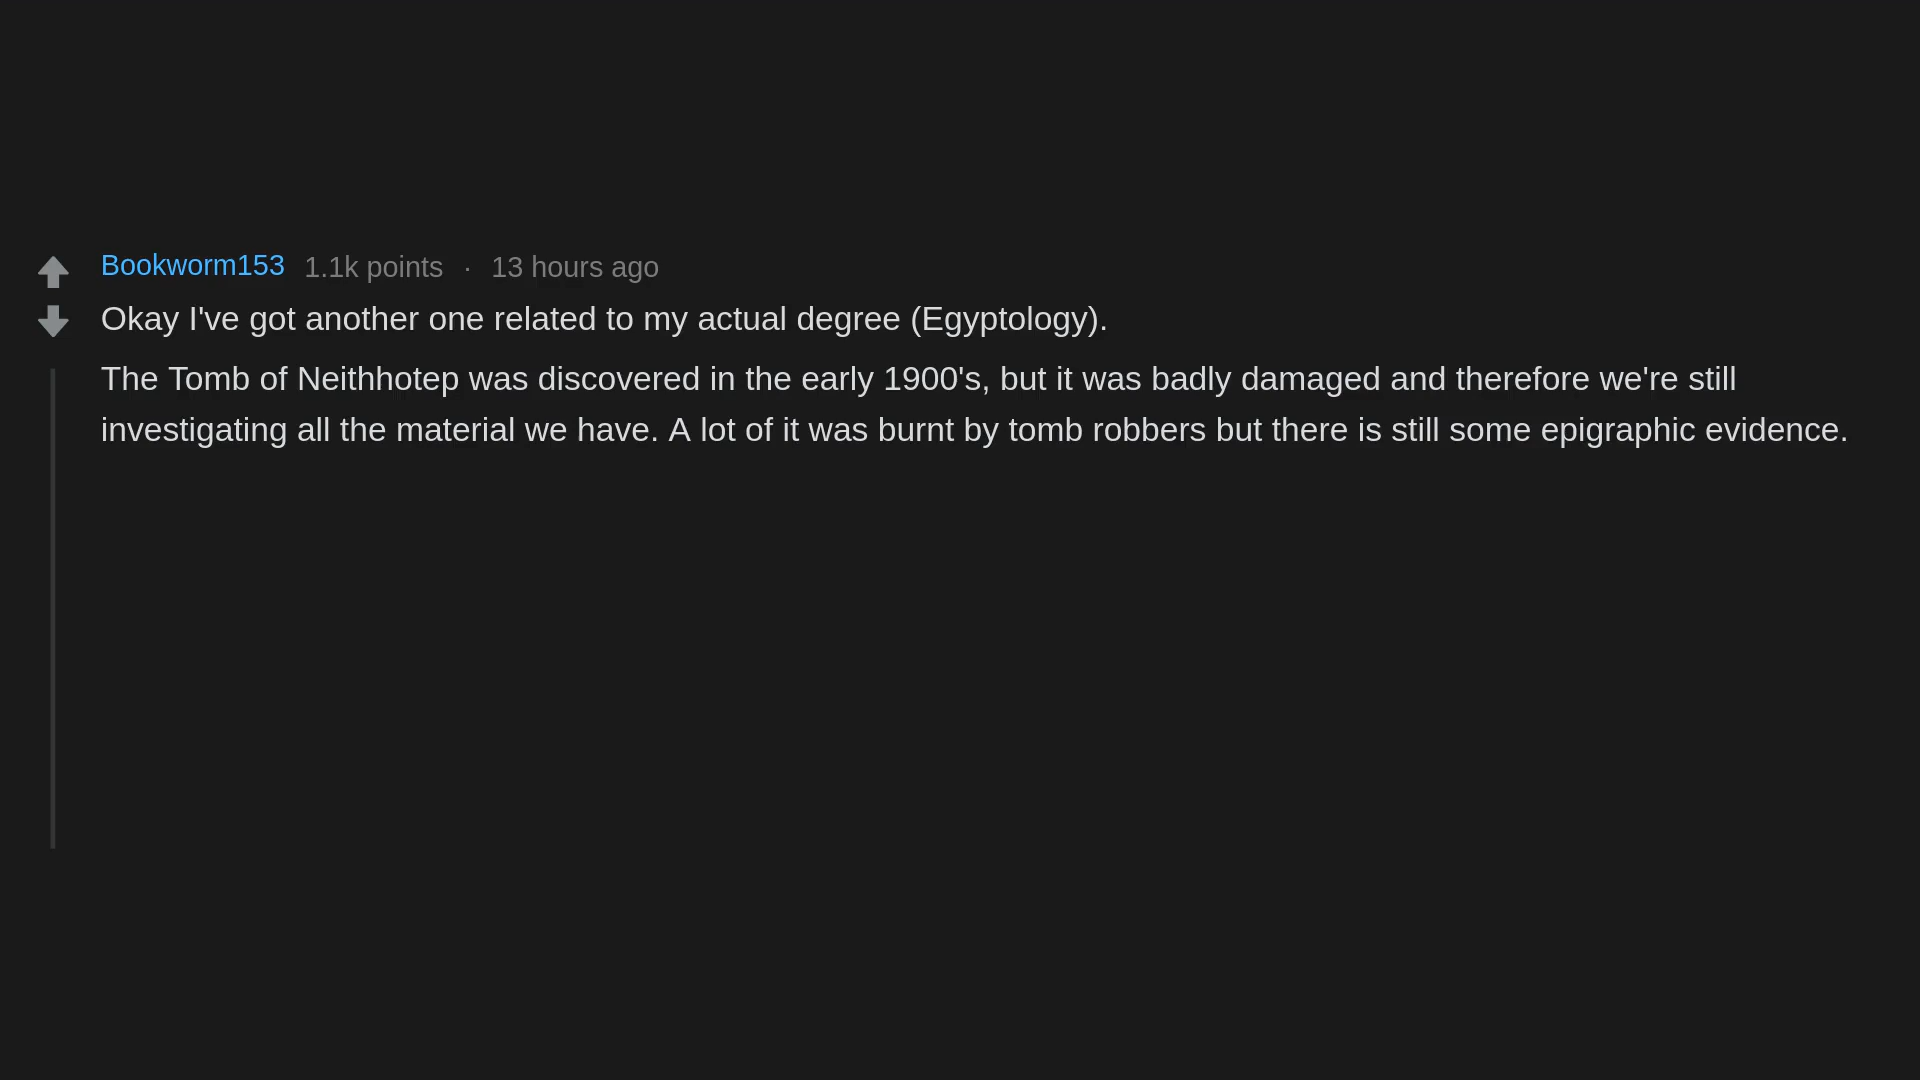 Bookworm153 1.1k points · 13 hours ago
Okay I've got another one related to my actual degree (Egyptology).
The Tomb of Neithhotep was discovered in the early 1900's, but it was badly damaged and therefore we're still
investigating all the material we have. A lot of it was burnt by tomb robbers but there is still some epigraphic evidence.